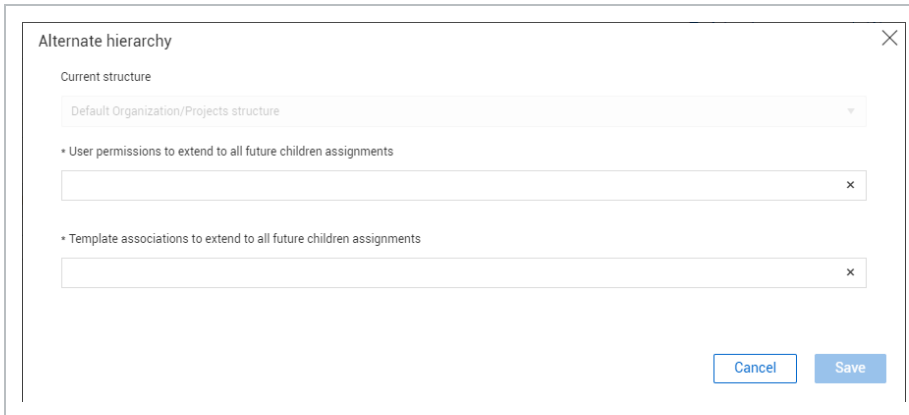 Alternate hierarchy
Current structure
Default Organization/Projects structure
* User permissions to extend to all future children assignments
* Template associations to extend to all future children assignments
Cancel Save